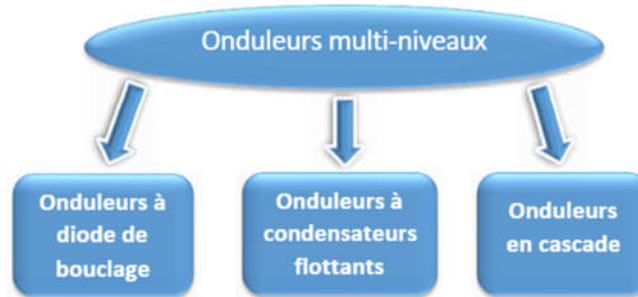 Onduleurs multi-niveaux
Onduleurs à
diode de
bouclage
Onduleurs à
condensateurs
flottants
Onduleurs
en cascade